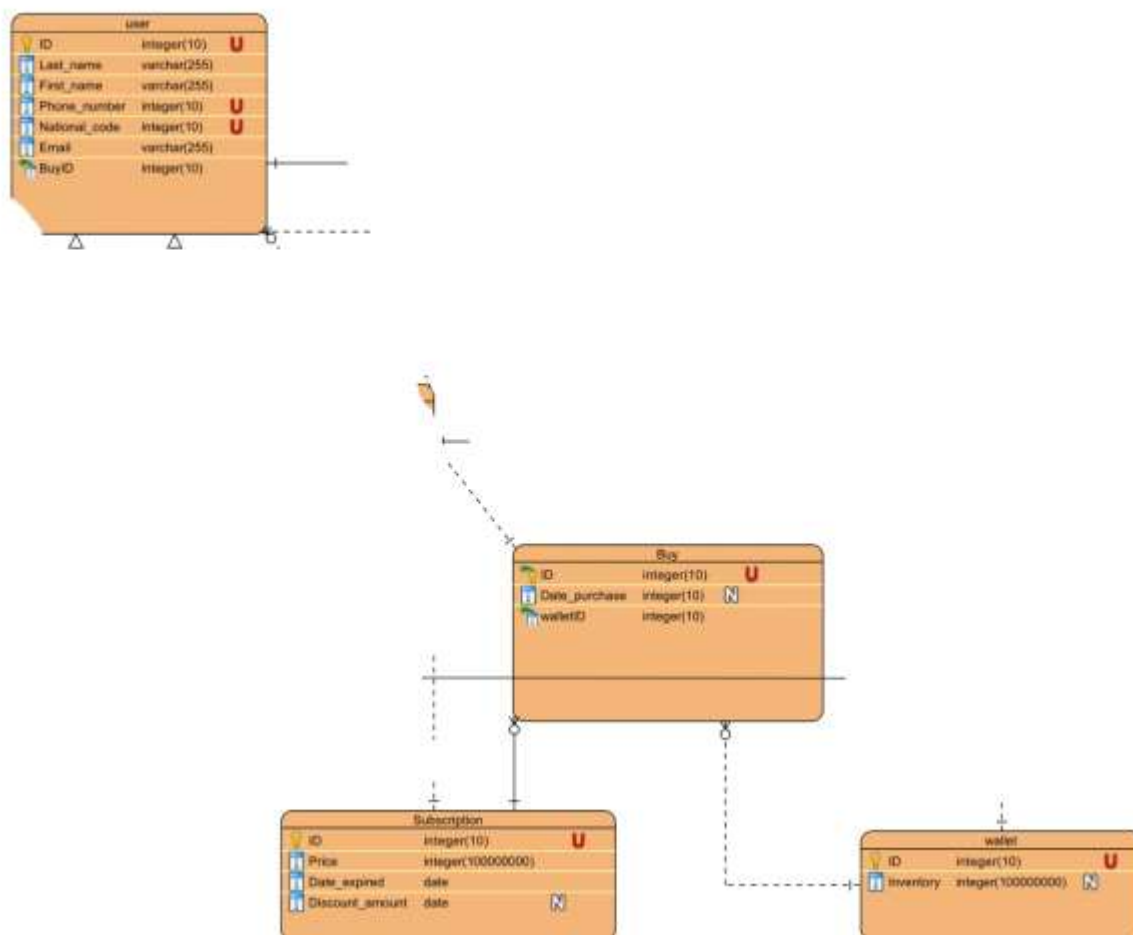 user
ID integer(10) U
Last_name varchar(255)
First_name varchar(255)
Phone_number integer(10) U
National_code integer(10) U
Email varchar(255)
BuyID integer(10)
Buy
ID integer(10) U
Date_purchase integer(10) N
walletID integer(10)
Subscription
ID integer(10) U
Price integer(100000000)
Date_expired date
Discount_amount date N
wallet
ID integer(10) U
Inventory integer(100000000) N